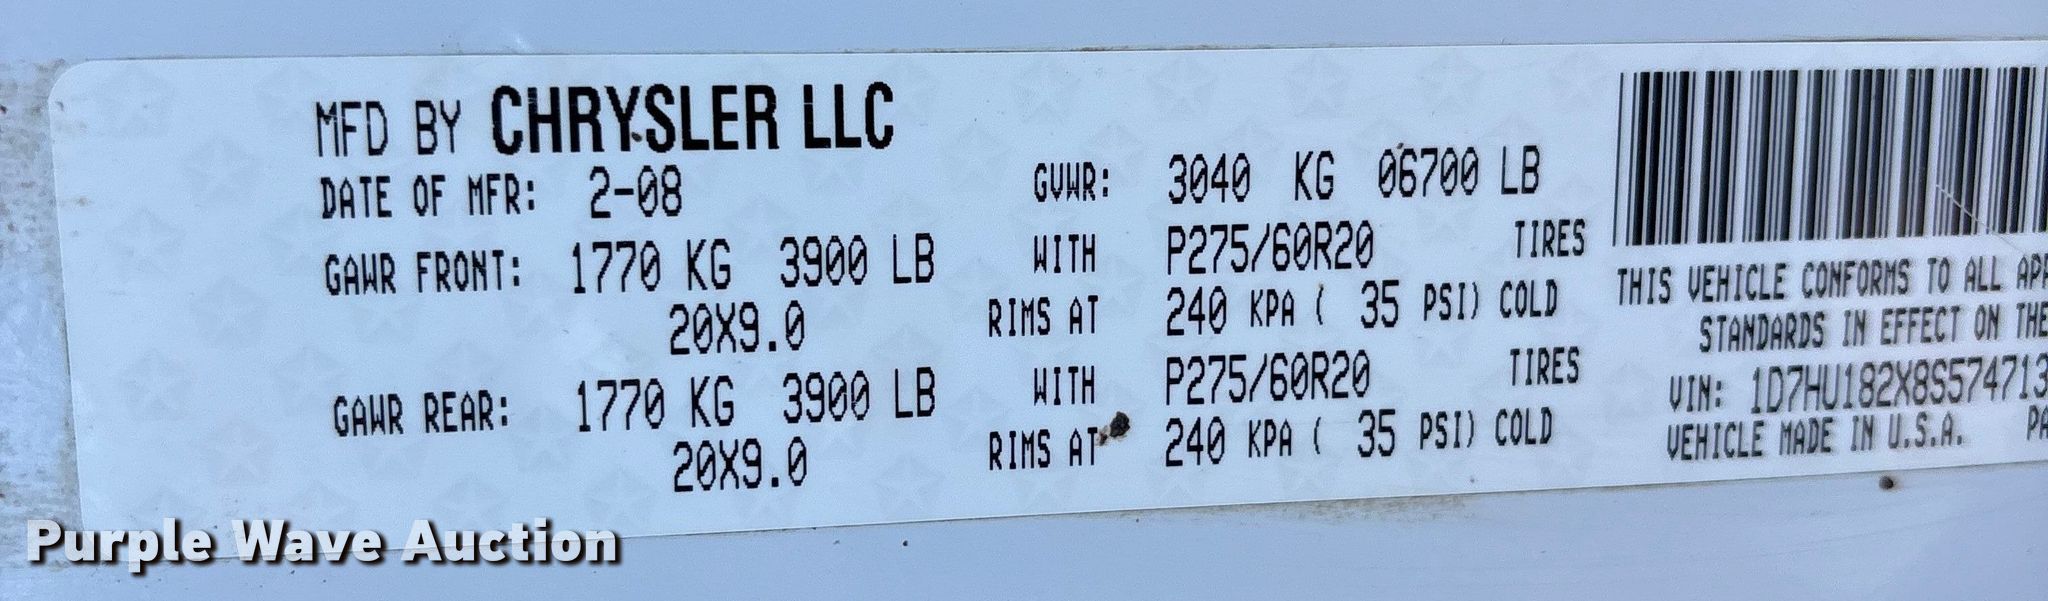 MFD BY CHRYSLER LLC
DATE OF MFR: 2-08
GVWR: 3040 KG 06700 LB
GAWR FRONT: 1770 KG 3900 LB WITH P275/60R20 TIRES
20X9.0 RIMS AT 240 KPA ( 35 PSI) COLD
GAWR REAR: 1770 KG 3900 LB WITH P275/60R20 TIRES
20X9.0 RIMS AT 240 KPA ( 35 PSI) COLD
THIS VEHICLE CONFORMS TO ALL APP
STANDARDS IN EFFECT ON THE
VIN: 1D7HU182X8S574713
VEHICLE MADE IN U.S.A. PA
Purple Wave Auction